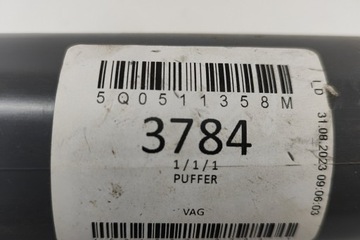 5Q0511358M
3784
1/1/1
PUFFER
VAG
LD 31.08.2023 09:06:03